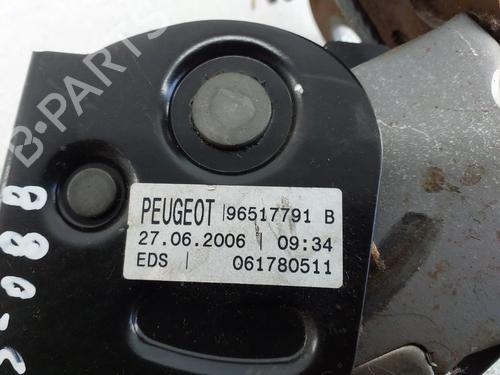 B-PARTS
PEUGEOT 96517791 B
27.06.2006 | 09:34
EDS | 061780511